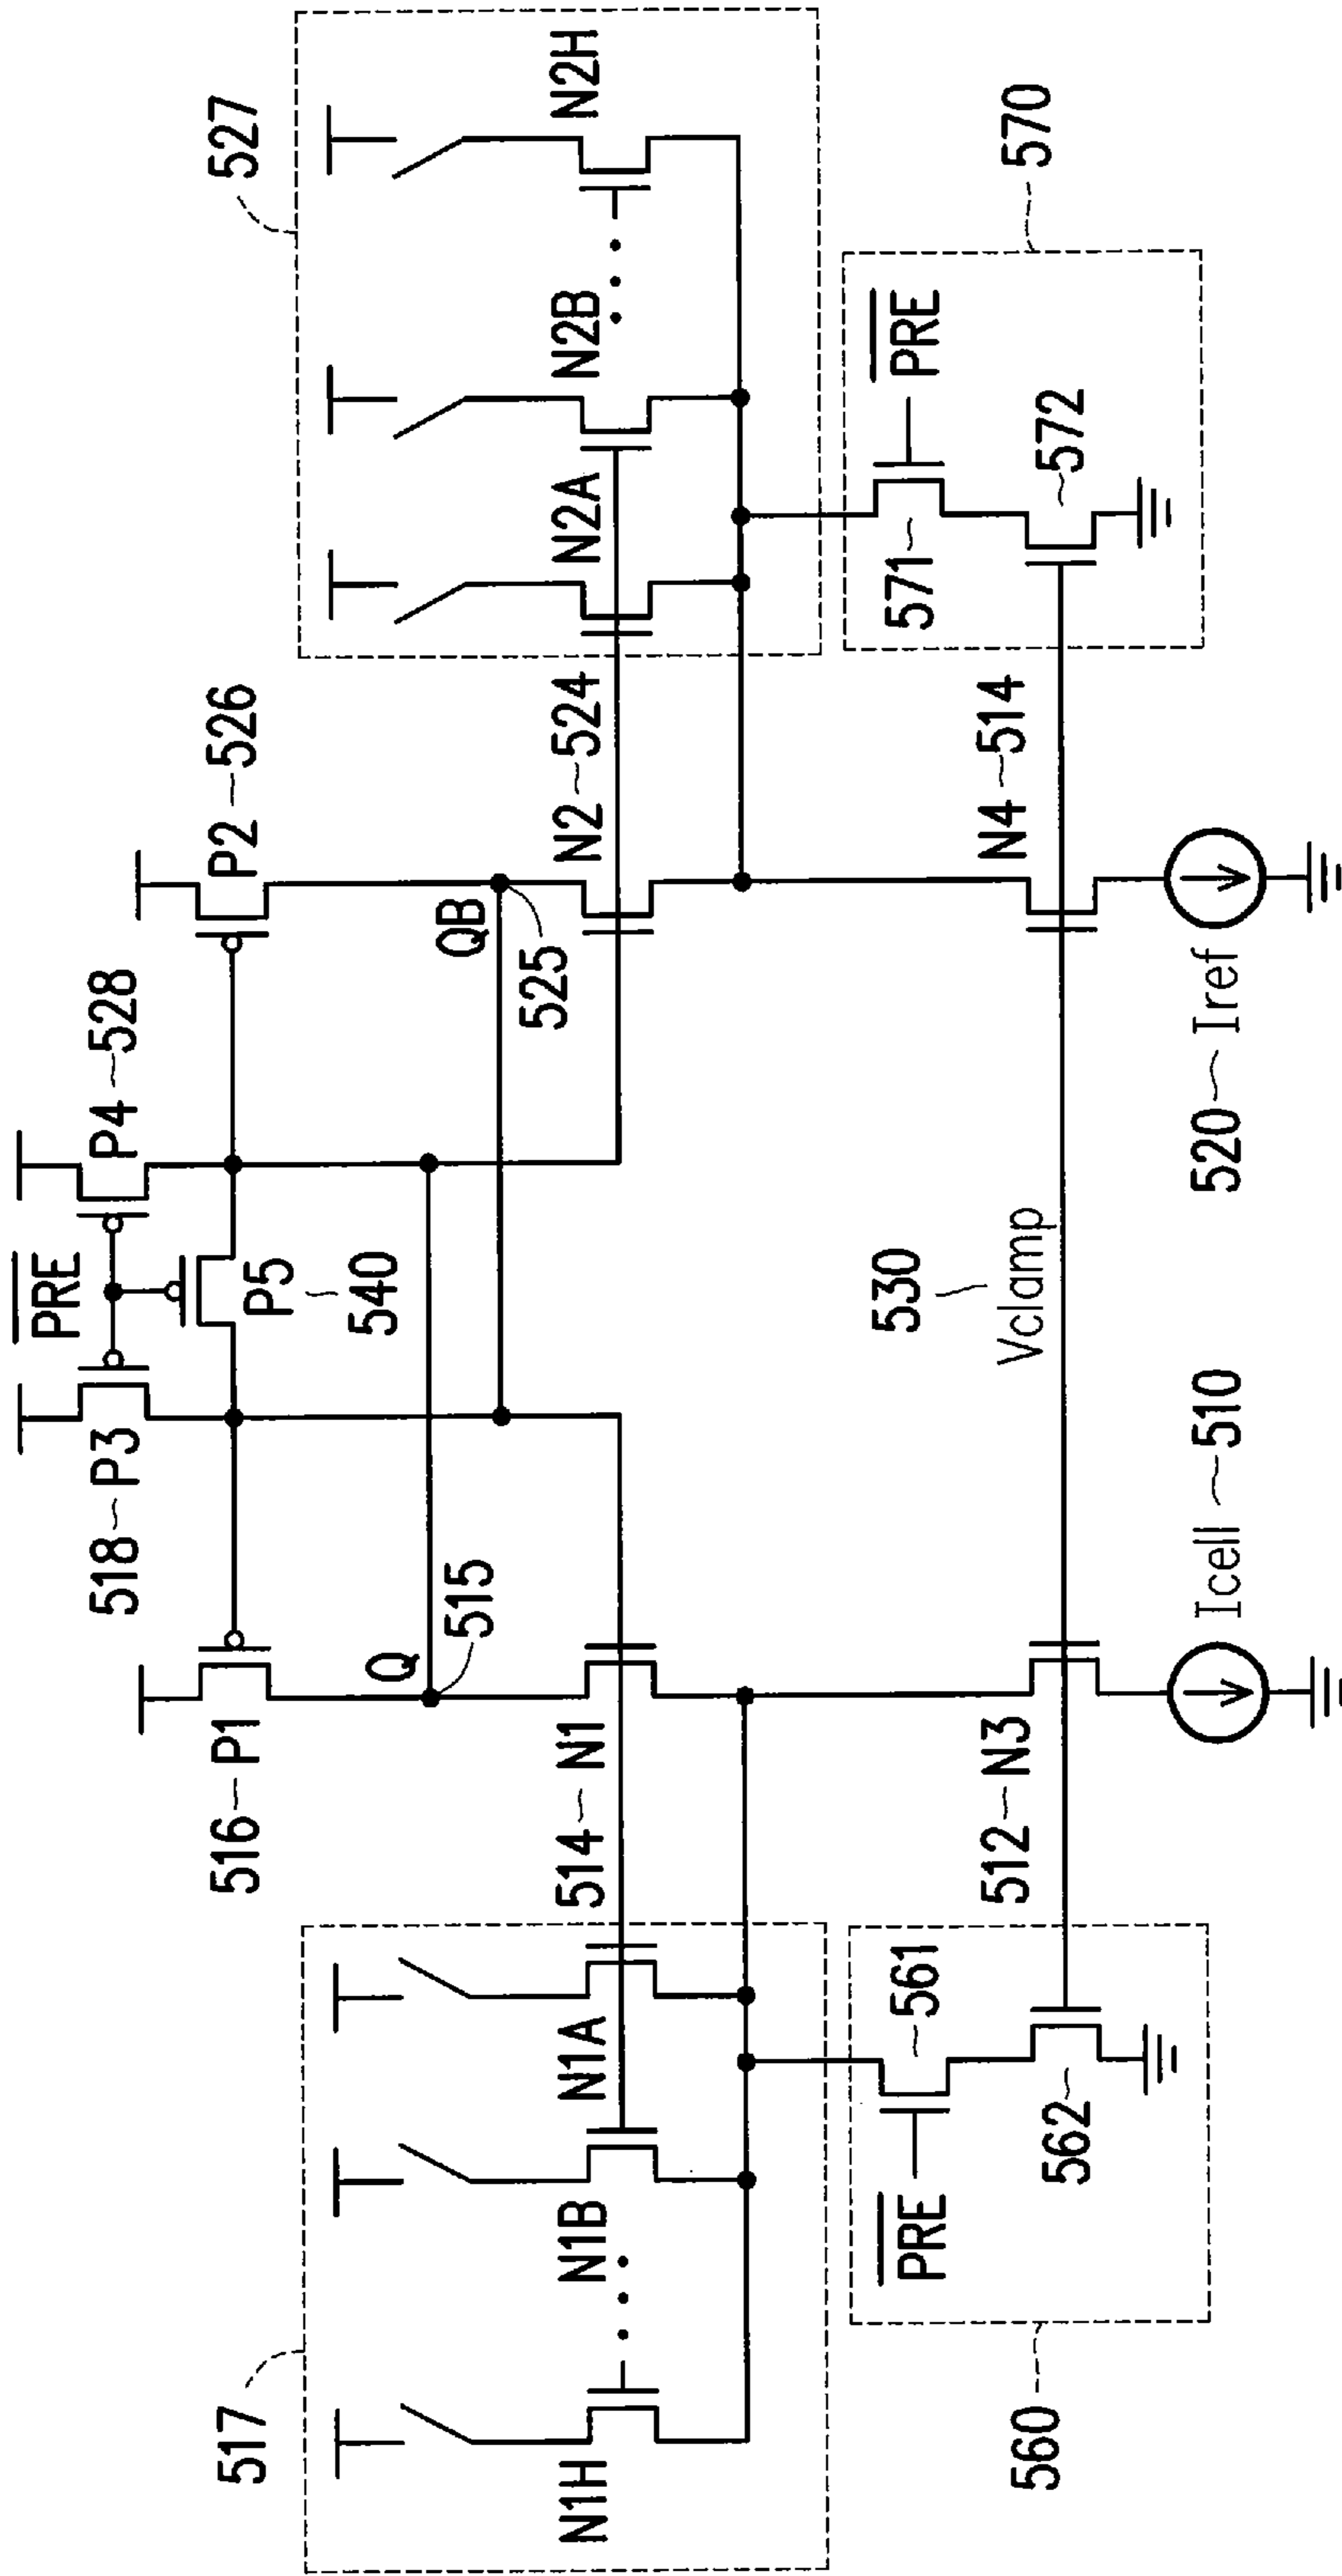 PRE
518~P3
P4~528
P5
540
516~P1
P2~526
527
517
Q
515
QB
525
514~N1
N2~524
N1H
N1B
N1A
N2A
N2B
N2H
530
Vclamp
512~N3
N4~514
561
PRE
562
560
571
PRE
572
570
Icell~510
520~Iref